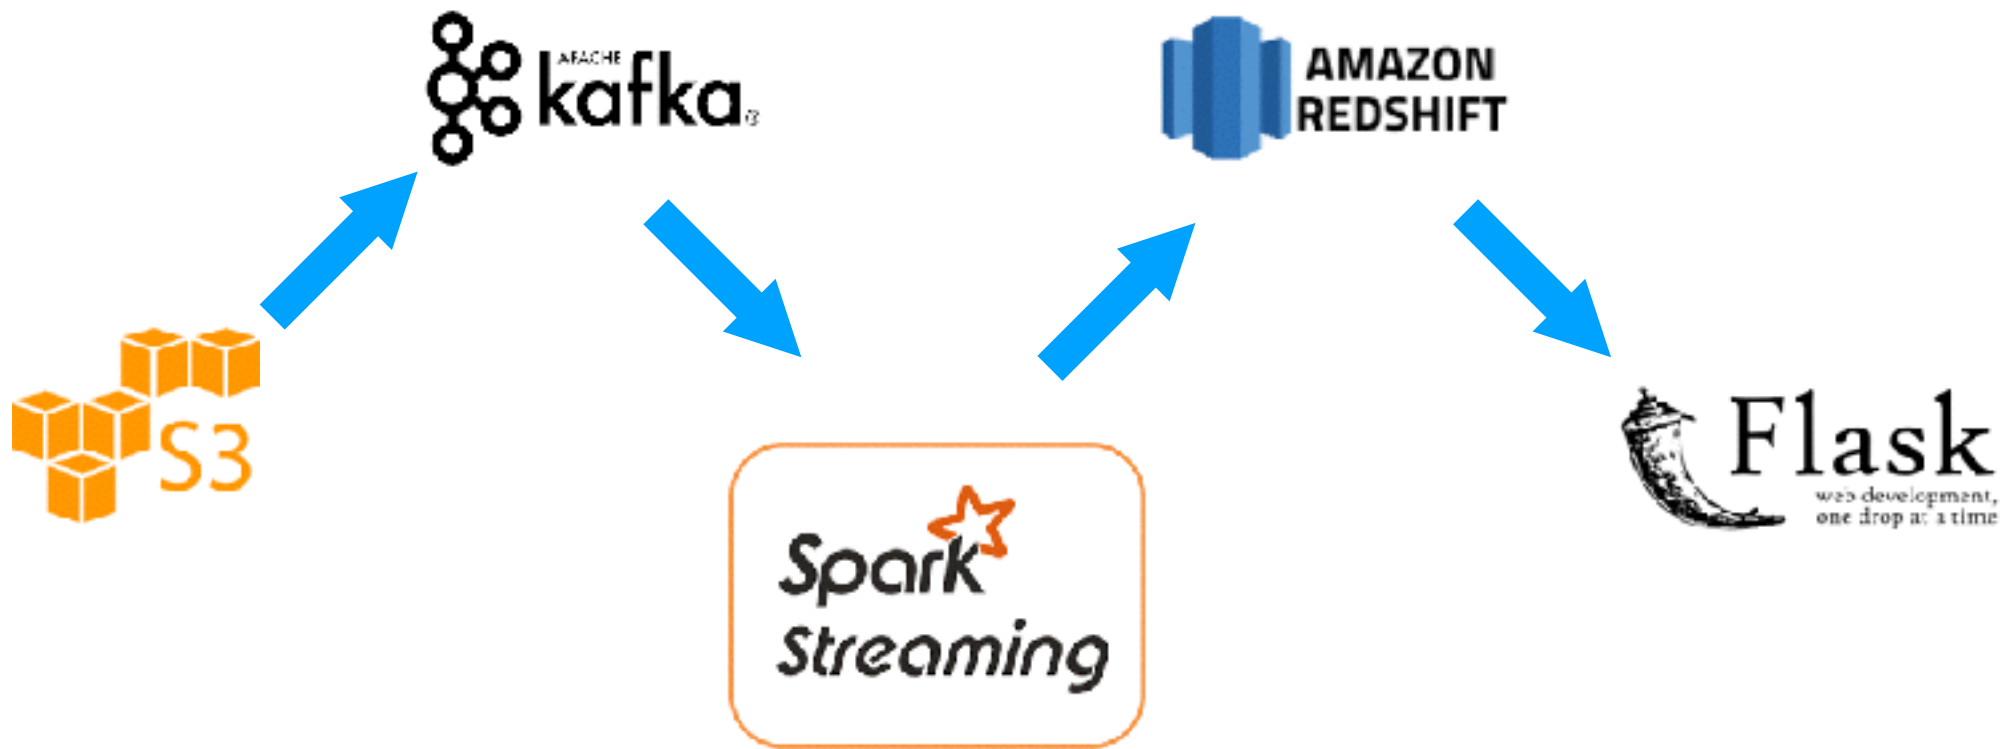 APACHE
kafka
AMAZON
REDSHIFT
S3
Spark
Streaming
Flask
web development,
one drop at a time